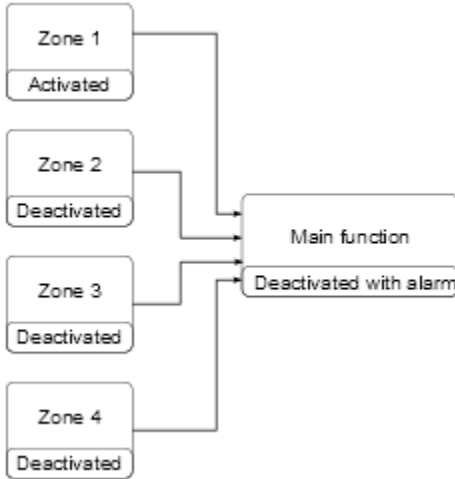 Zone 1
Activated
Zone 2
Deactivated
Zone 3
Deactivated
Zone 4
Deactivated
Main function
Deactivated with alarm